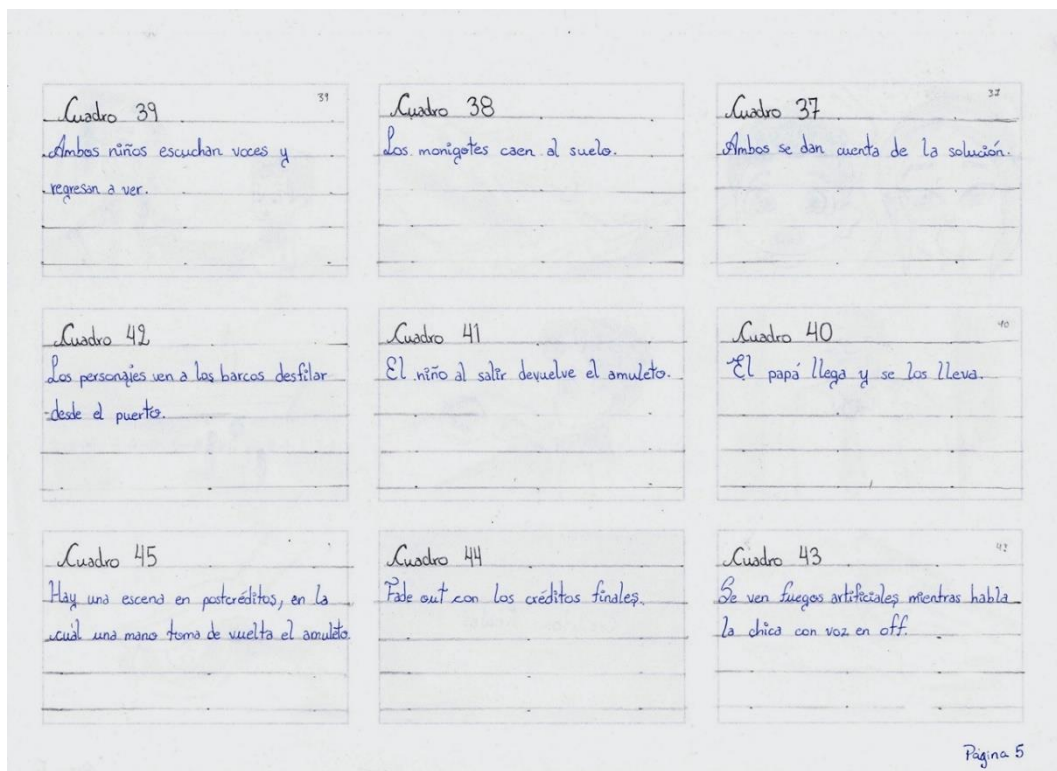 Cuadro 39
39
Ambos niños escuchan voces y
regresan a ver.
Cuadro 38
Los monigotes caen al suelo.
Cuadro 37
37
Ambos se dan cuenta de la solución.
Cuadro 42
Los personajes ven a los barcos desfilar
desde el puerto.
Cuadro 41
El niño al salir devuelve el amuleto.
Cuadro 40
40
El papá llega y se los lleva.
Cuadro 45
Hay una escena en postcréditos, en la
cuál una mano toma de vuelta el amuleto.
Cuadro 44
Fade out con los créditos finales.
Cuadro 43
Se ven fuegos artificiales mientras habla
la chica con voz en off.
Página 5